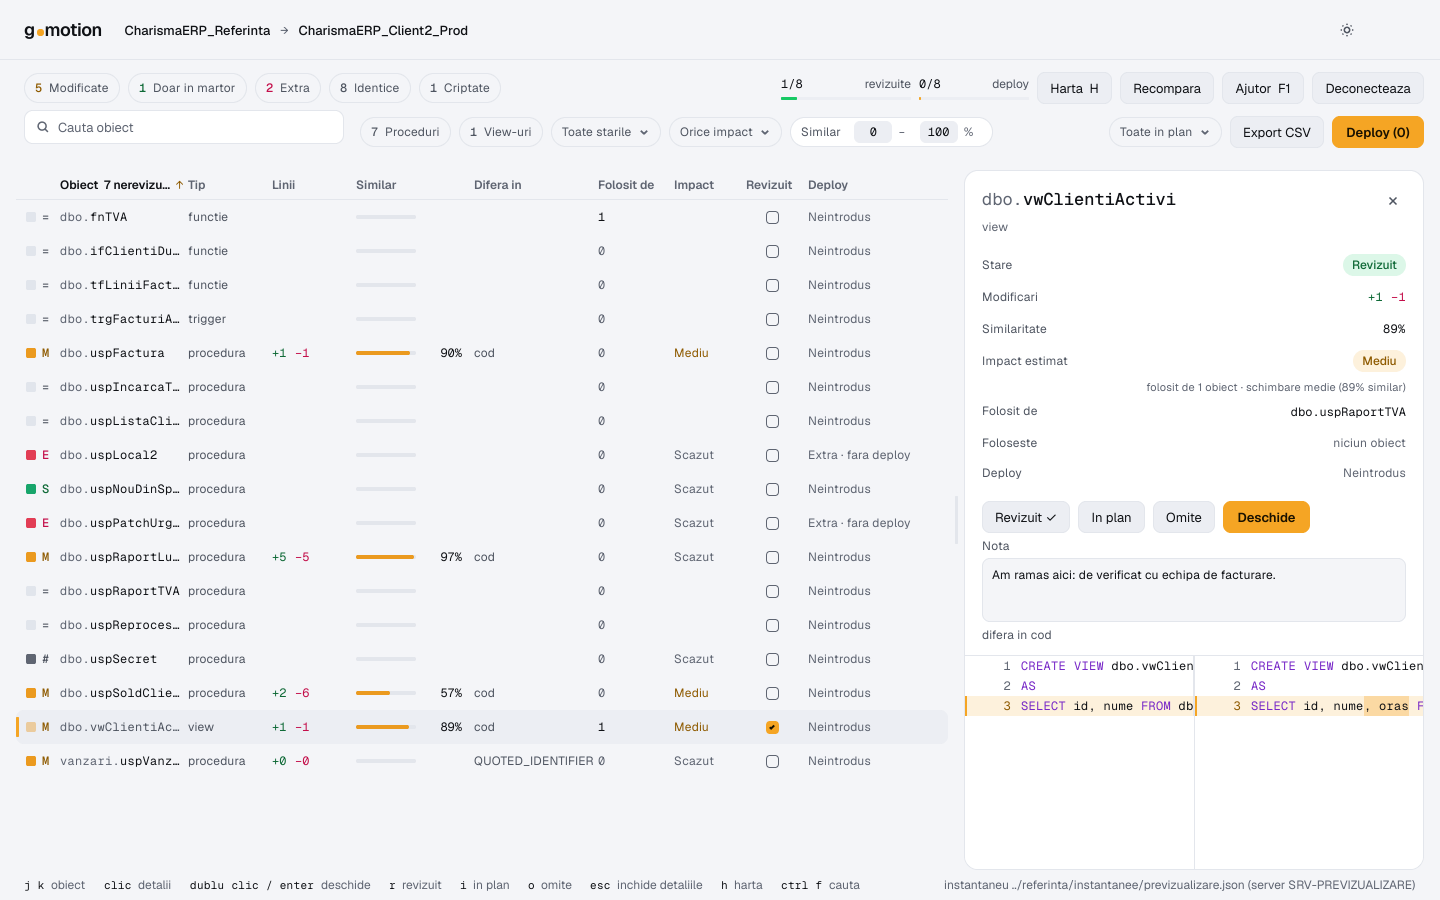 g●motion CharismaERP_Referinta → CharismaERP_Client2_Prod
5 Modificate 1 Doar in martor 2 Extra 8 Identice 1 Criptate 1/8 revizuite 0/8 deploy Harta H Recompara Ajutor F1 Deconecteaza
Cauta obiect 7 Proceduri 1 View-uri Toate starile Orice impact Similar 0 – 100 % Toate in plan Export CSV Deploy (0)
Obiect 7 nerevizu… ↑ Tip Linii Similar Difera in Folosit de Impact Revizuit Deploy
= dbo.fnTVA functie 1 Neintrodus
= dbo.ifClientiDu… functie 0 Neintrodus
= dbo.tfLiniiFact… functie 0 Neintrodus
= dbo.trgFacturiA… trigger 0 Neintrodus
M dbo.uspFactura procedura +1 −1 90% cod 0 Mediu Neintrodus
= dbo.uspIncarcaT… procedura 0 Neintrodus
= dbo.uspListaCli… procedura 0 Neintrodus
E dbo.uspLocal2 procedura 0 Scazut Extra · fara deploy
S dbo.uspNouDinSp… procedura 0 Scazut Neintrodus
E dbo.uspPatchUrg… procedura 0 Scazut Extra · fara deploy
M dbo.uspRaportLu… procedura +5 −5 97% cod 0 Scazut Neintrodus
= dbo.uspRaportTVA procedura 0 Neintrodus
= dbo.uspReproces… procedura 0 Neintrodus
# dbo.uspSecret procedura 0 Scazut Neintrodus
M dbo.uspSoldClie… procedura +2 −6 57% cod 0 Mediu Neintrodus
M dbo.vwClientiAc… view +1 −1 89% cod 1 Mediu Neintrodus
M vanzari.uspVanz… procedura +0 −0 QUOTED_IDENTIFIER 0 Scazut Neintrodus
dbo.vwClientiActivi ×
view
Stare Revizuit
Modificari +1 −1
Similaritate 89%
Impact estimat Mediu
folosit de 1 obiect · schimbare medie (89% similar)
Folosit de dbo.uspRaportTVA
Foloseste niciun obiect
Deploy Neintrodus
Revizuit ✓ In plan Omite Deschide
Nota
Am ramas aici: de verificat cu echipa de facturare.
difera in cod
1 CREATE VIEW dbo.vwClien 1 CREATE VIEW dbo.vwClien
2 AS 2 AS
3 SELECT id, nume FROM db 3 SELECT id, nume, oras F
j k obiect clic detalii dublu clic / enter deschide r revizuit i in plan o omite esc inchide detaliile h harta ctrl f cauta instantaneu ../referinta/instantanee/previzualizare.json (server SRV-PREVIZUALIZARE)